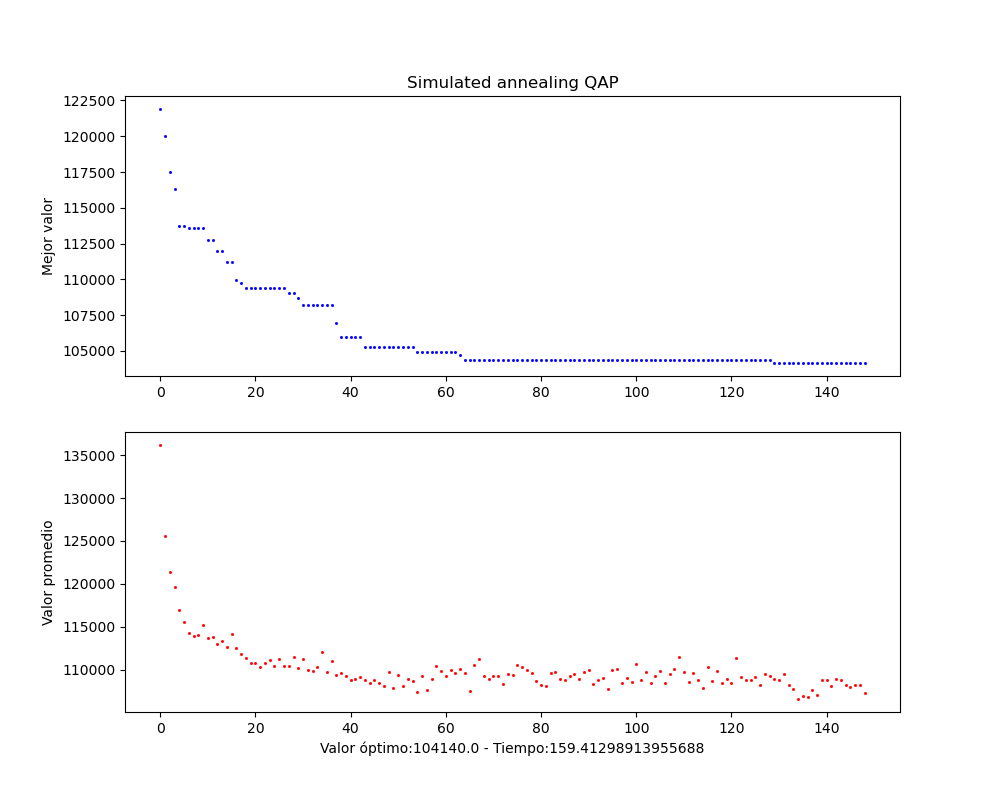 Simulated annealing QAP
122500
120000
117500
115000
112500
110000
107500
105000
Mejor valor
0 20 40 60 80 100 120 140
135000
130000
125000
120000
115000
110000
Valor promedio
0 20 40 60 80 100 120 140
Valor óptimo:104140.0 - Tiempo:159.41298913955688